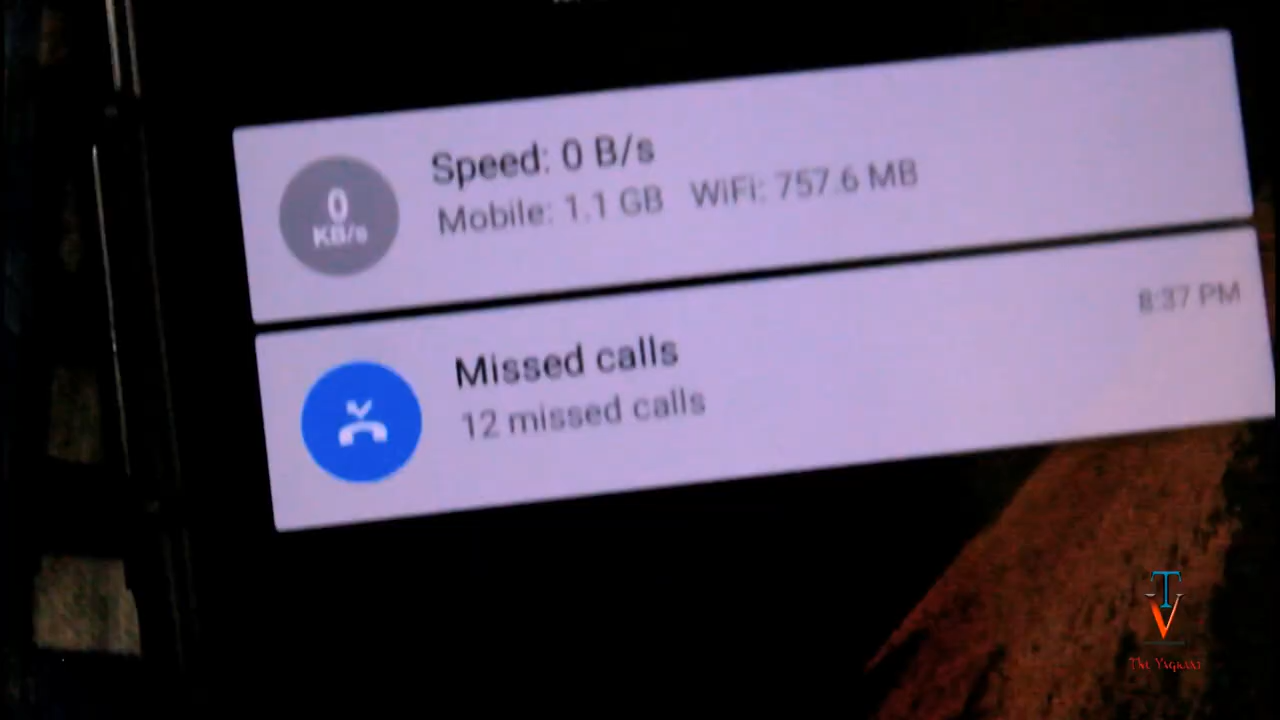 0
KB/s
Speed: 0 B/s
Mobile: 1.1 GB WiFi: 757.6 MB
8:37 PM
Missed calls
12 missed calls
TV